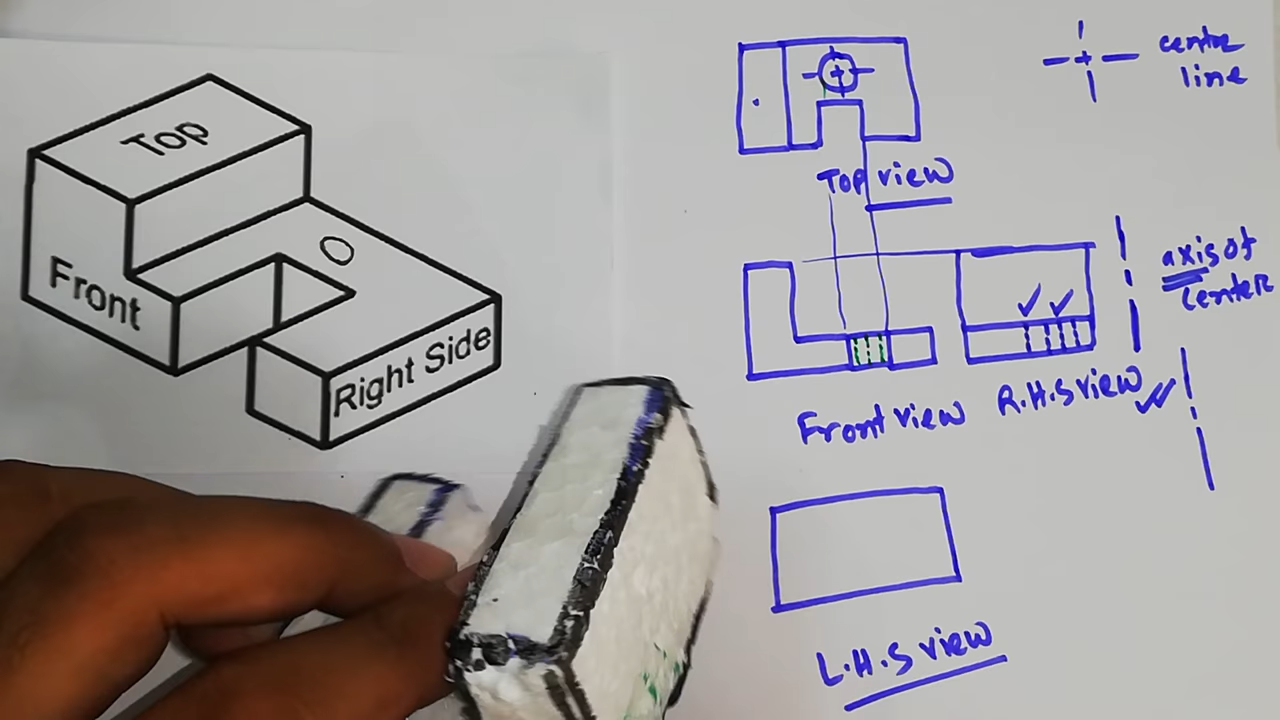 Top
Front
Right Side
centre
line
Top view
axis of
center
Front view
R.H.S view
L.H.S view